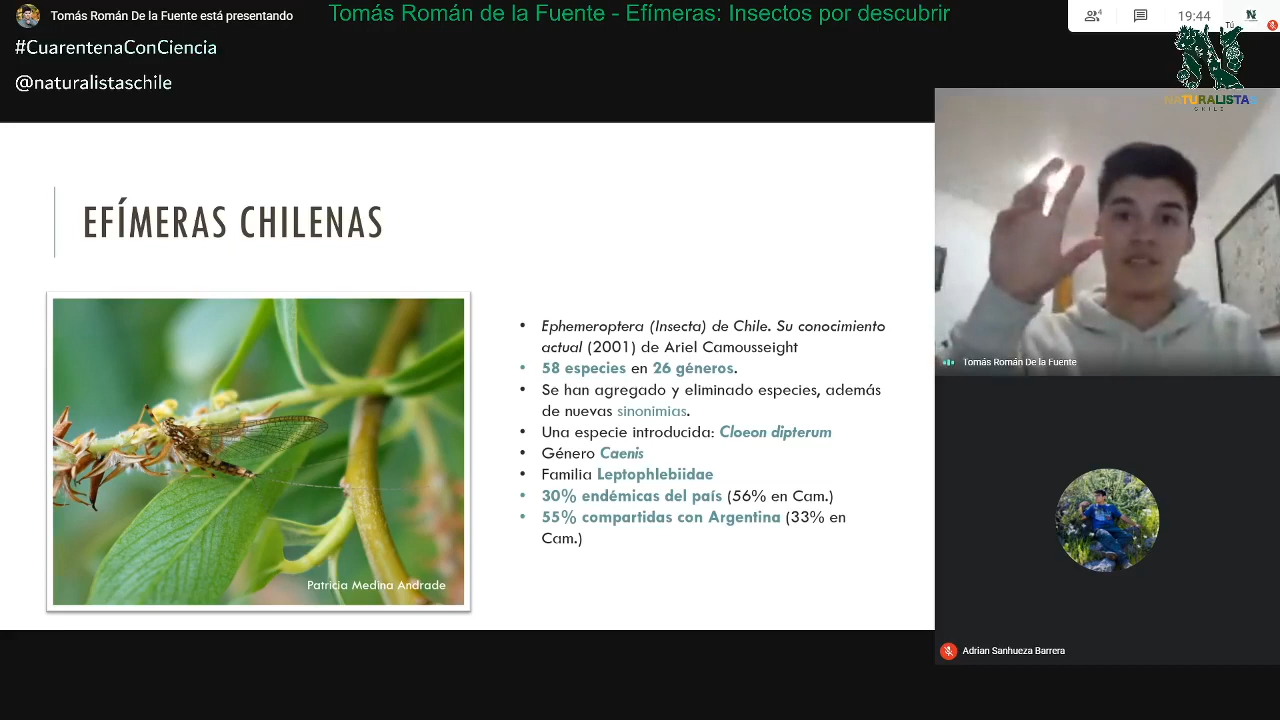 Tomás Román De la Fuente está presentando
Tomás Román de la Fuente - Efímeras: Insectos por descubrir
4
19:44
Tú
#CuarentenaConCiencia
@naturalistaschile
NATURALISTAS
CHILE
EFÍMERAS CHILENAS
• Ephemeroptera (Insecta) de Chile. Su conocimiento
actual (2001) de Ariel Camousseight
• 58 especies en 26 géneros.
• Se han agregado y eliminado especies, además
de nuevas sinonimias.
• Una especie introducida: Cloeon dipterum
• Género Caenis
• Familia Leptophlebiidae
• 30% endémicas del país (56% en Cam.)
• 55% compartidas con Argentina (33% en
Cam.)
Patricia Medina Andrade
Tomás Román De la Fuente
Adrian Sanhueza Barrera